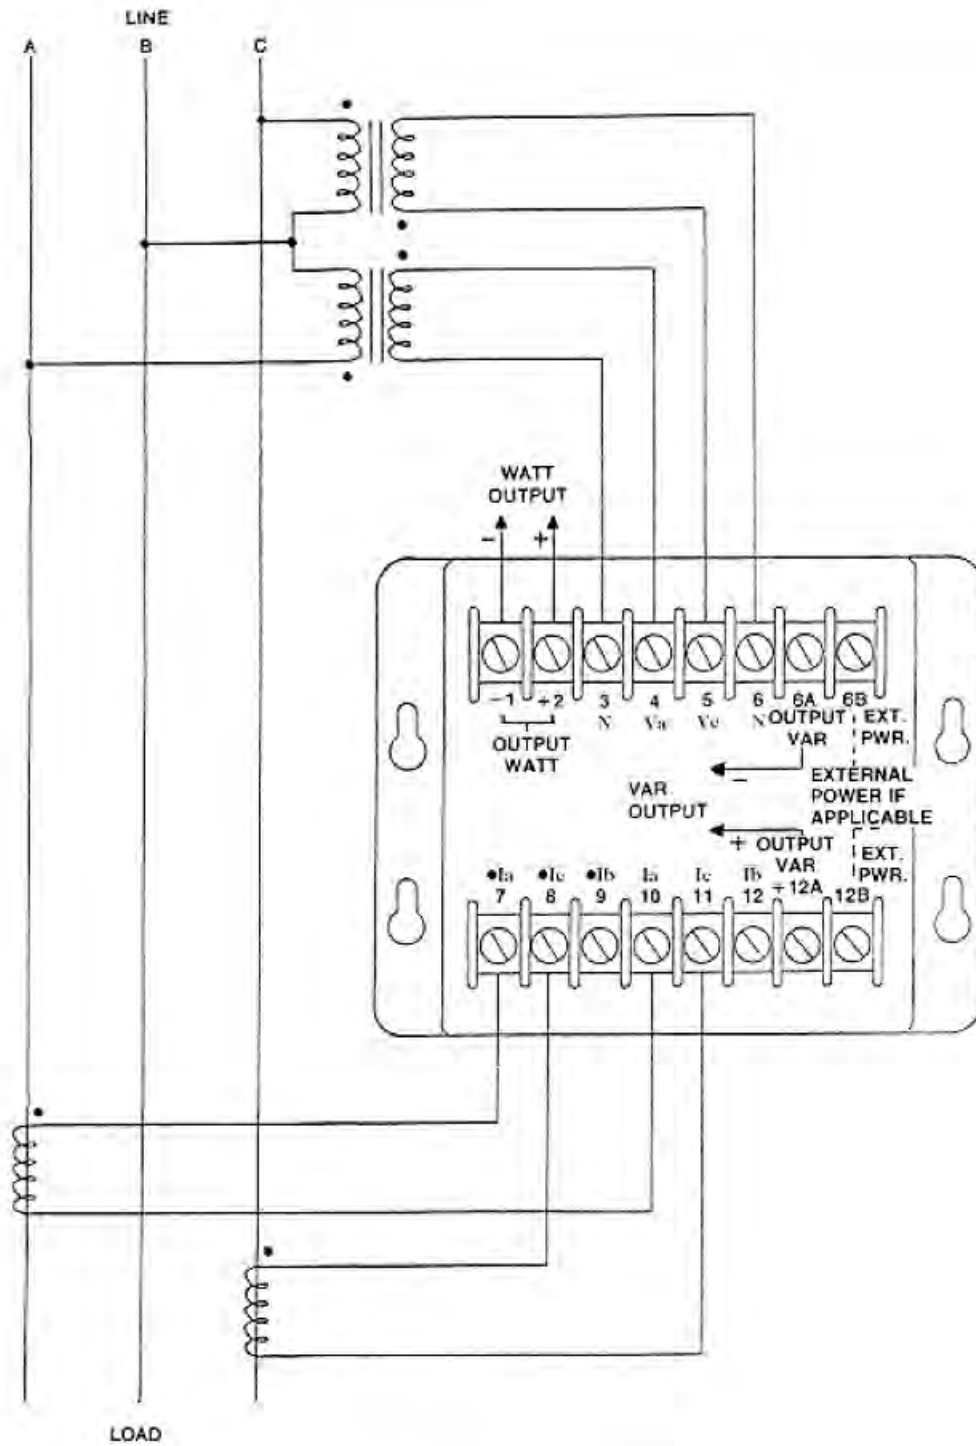 LINE
A B C
WATT
OUTPUT
− +
−1 +2 3 4 5 6 6A 6B
N Va Vc N
OUTPUT
WATT
OUTPUT
VAR
EXT.
PWR.
−
VAR
OUTPUT
EXTERNAL
POWER IF
APPLICABLE
+ OUTPUT
VAR
+12A
EXT.
PWR.
•Ia •Ic •Ib Ia Ic Ib
7 8 9 10 11 12 12B
LOAD